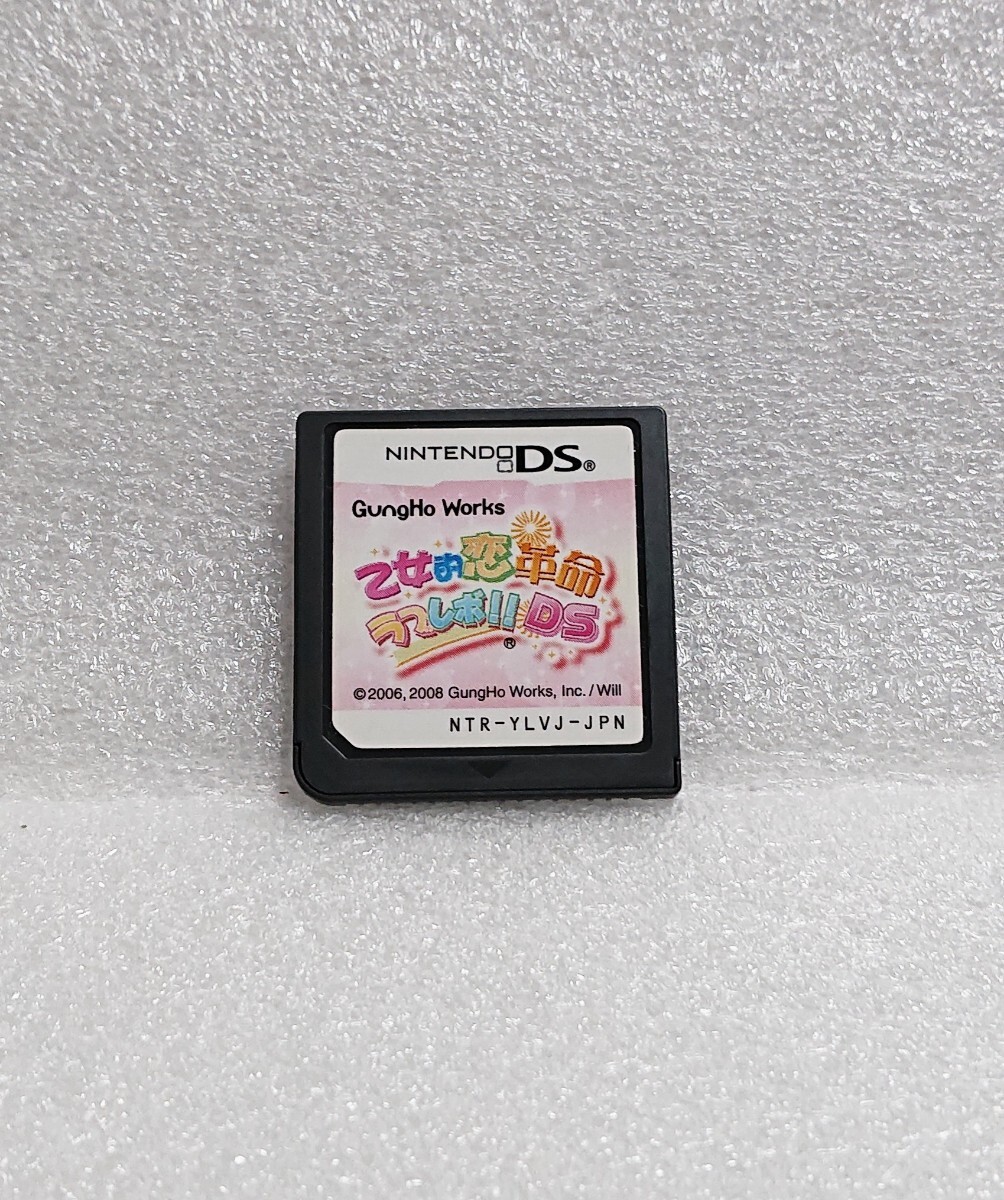 NINTENDO DS®
GungHo Works
乙女的恋革命
ラブレボ!! DS
®
©2006, 2008 GungHo Works, Inc. / Will
NTR-YLVJ-JPN